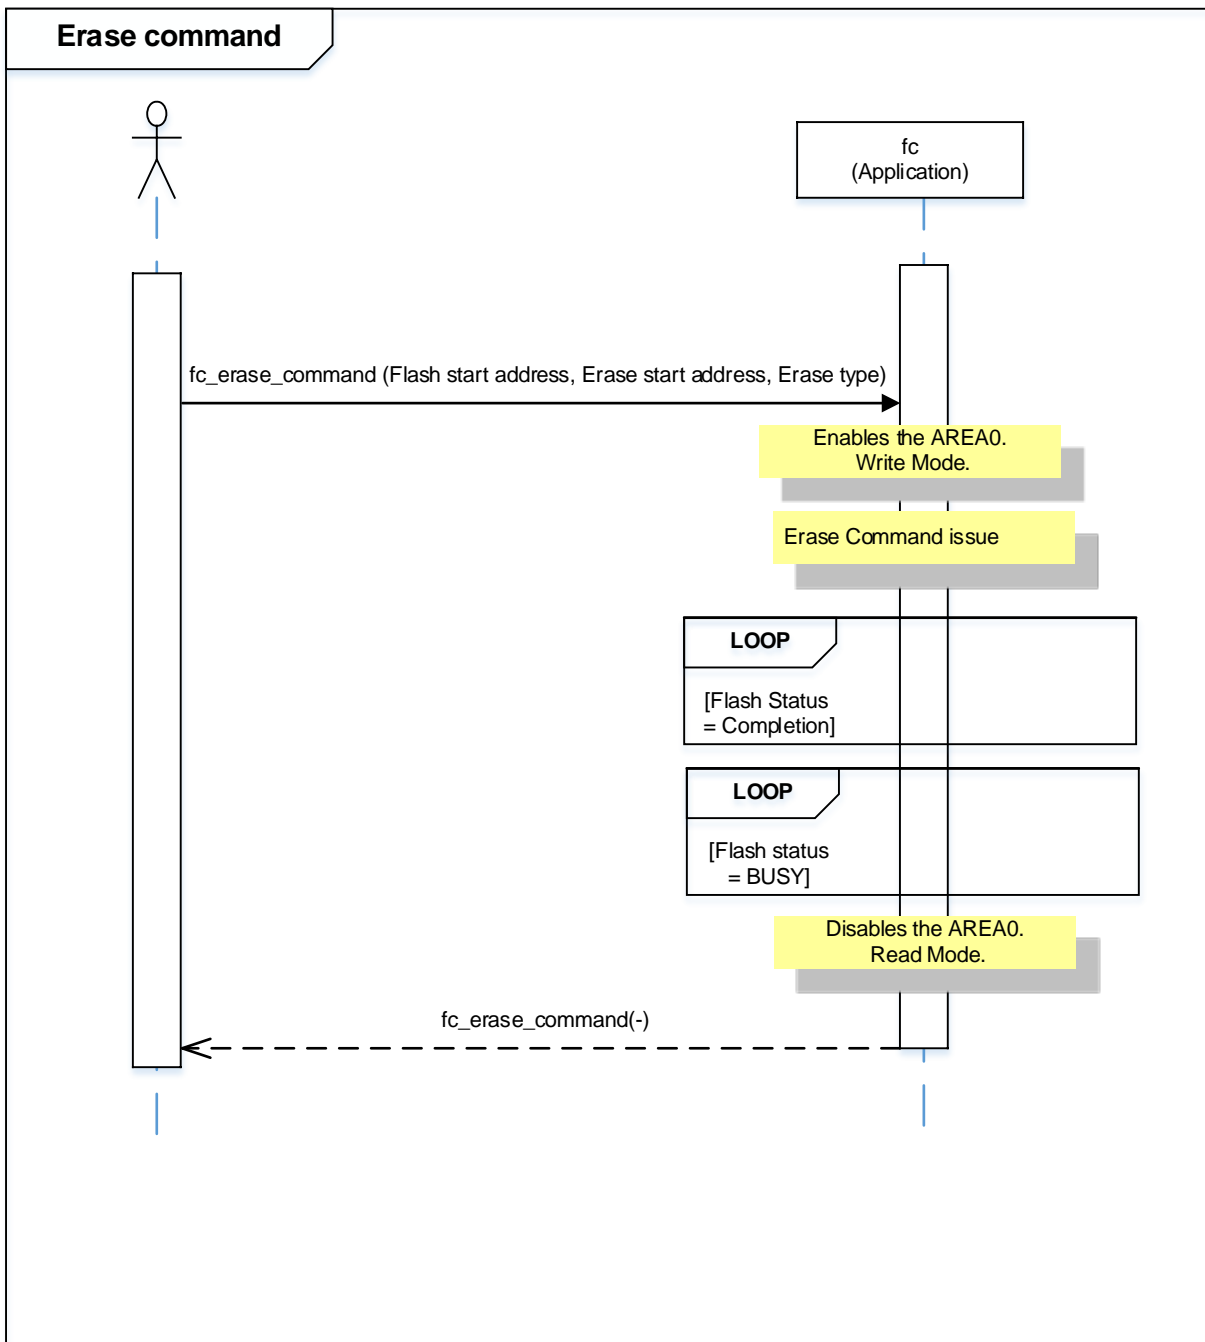 Erase command
fc
(Application)
fc_erase_command (Flash start address, Erase start address, Erase type)
Enables the AREA0.
Write Mode.
Erase Command issue
LOOP
[Flash Status
= Completion]
LOOP
[Flash status
= BUSY]
Disables the AREA0.
Read Mode.
fc_erase_command(-)